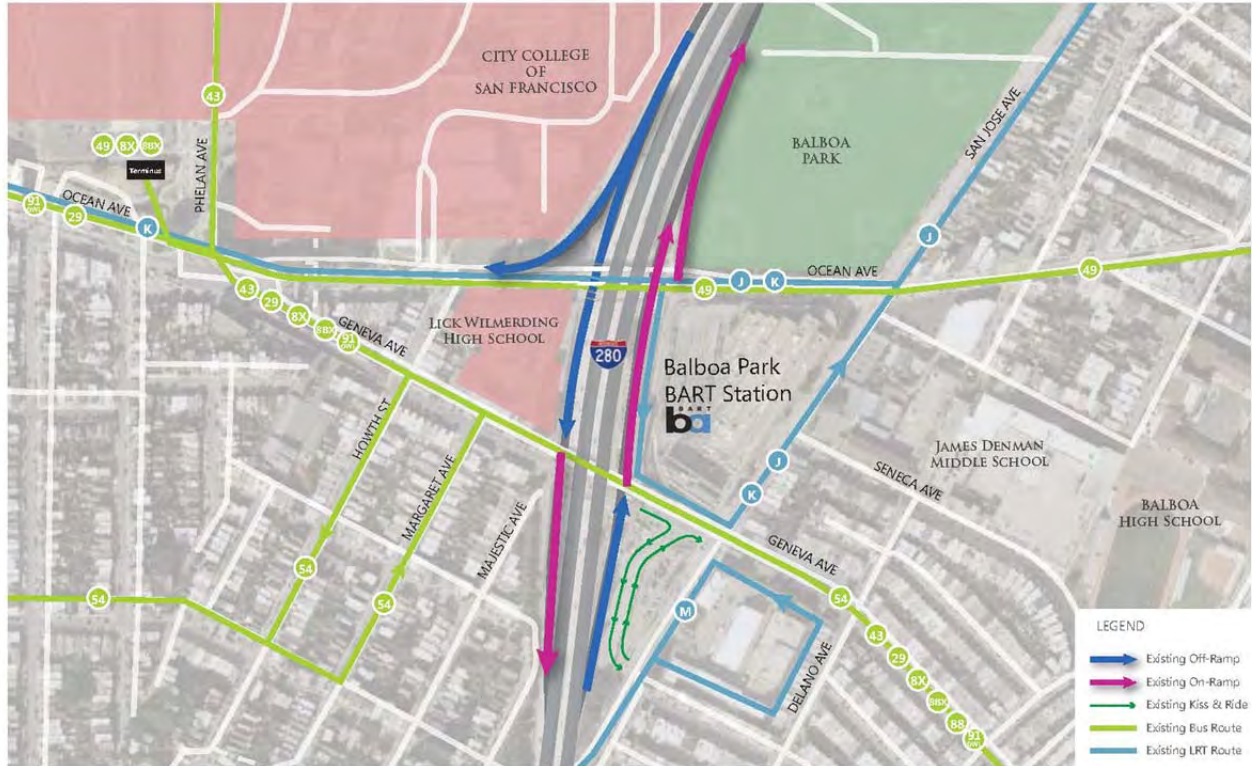 CITY COLLEGE
OF
SAN FRANCISCO
43
49 8X 8BX
Terminus
PHELAN AVE
BALBOA
PARK
SAN JOSE AVE
OCEAN AVE
91
29
K
J
OCEAN AVE
49
49
J K
43
29
8X
8BX
91
GENEVA AVE
LICK WILMERDING
HIGH SCHOOL
280
Balboa Park
BART Station
BART
ba
HOWTH ST
MARGARET AVE
MAJESTIC AVE
J
K
JAMES DENMAN
MIDDLE SCHOOL
SENECA AVE
BALBOA
HIGH SCHOOL
GENEVA AVE
54
54
54
M
DELANO AVE
54
43
29
8X
8BX
88
91
LEGEND
Existing Off-Ramp
Existing On-Ramp
Existing Kiss & Ride
Existing Bus Route
Existing LRT Route